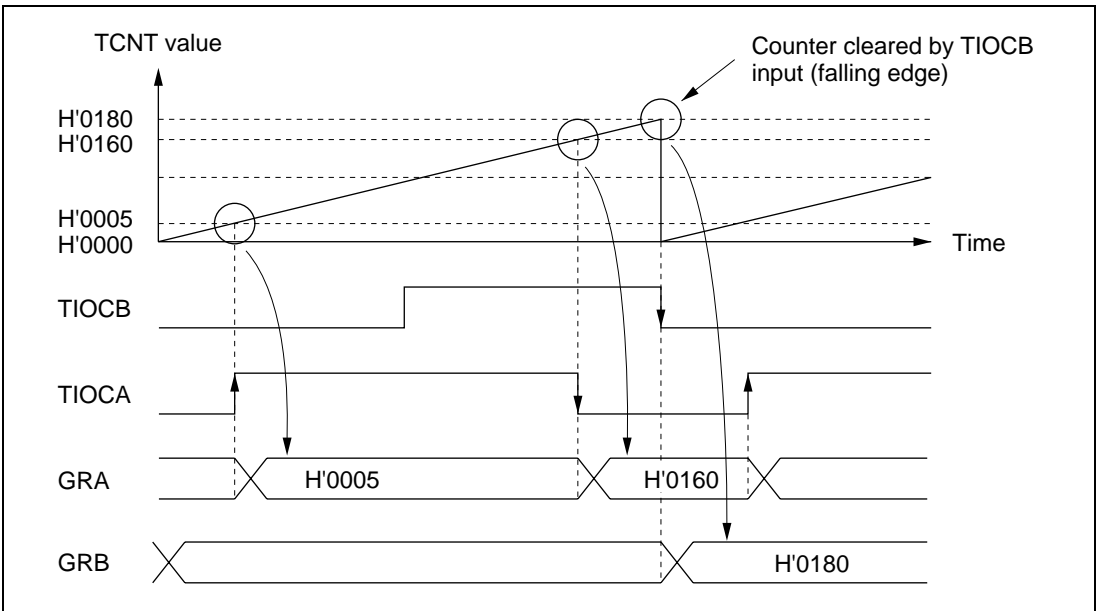 TCNT value
Counter cleared by TIOCB
input (falling edge)
H'0180
H'0160
H'0005
H'0000
Time
TIOCB
TIOCA
GRA
H'0005
H'0160
GRB
H'0180